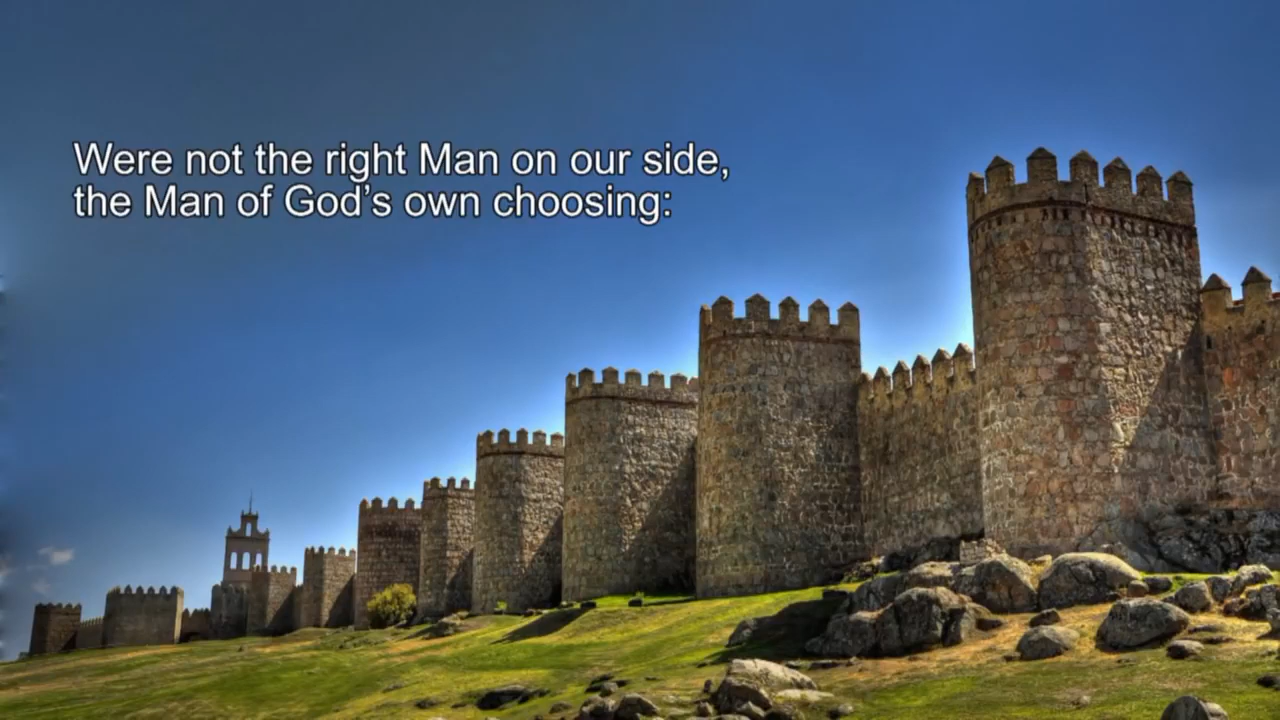 Were not the right Man on our side,
the Man of God’s own choosing: